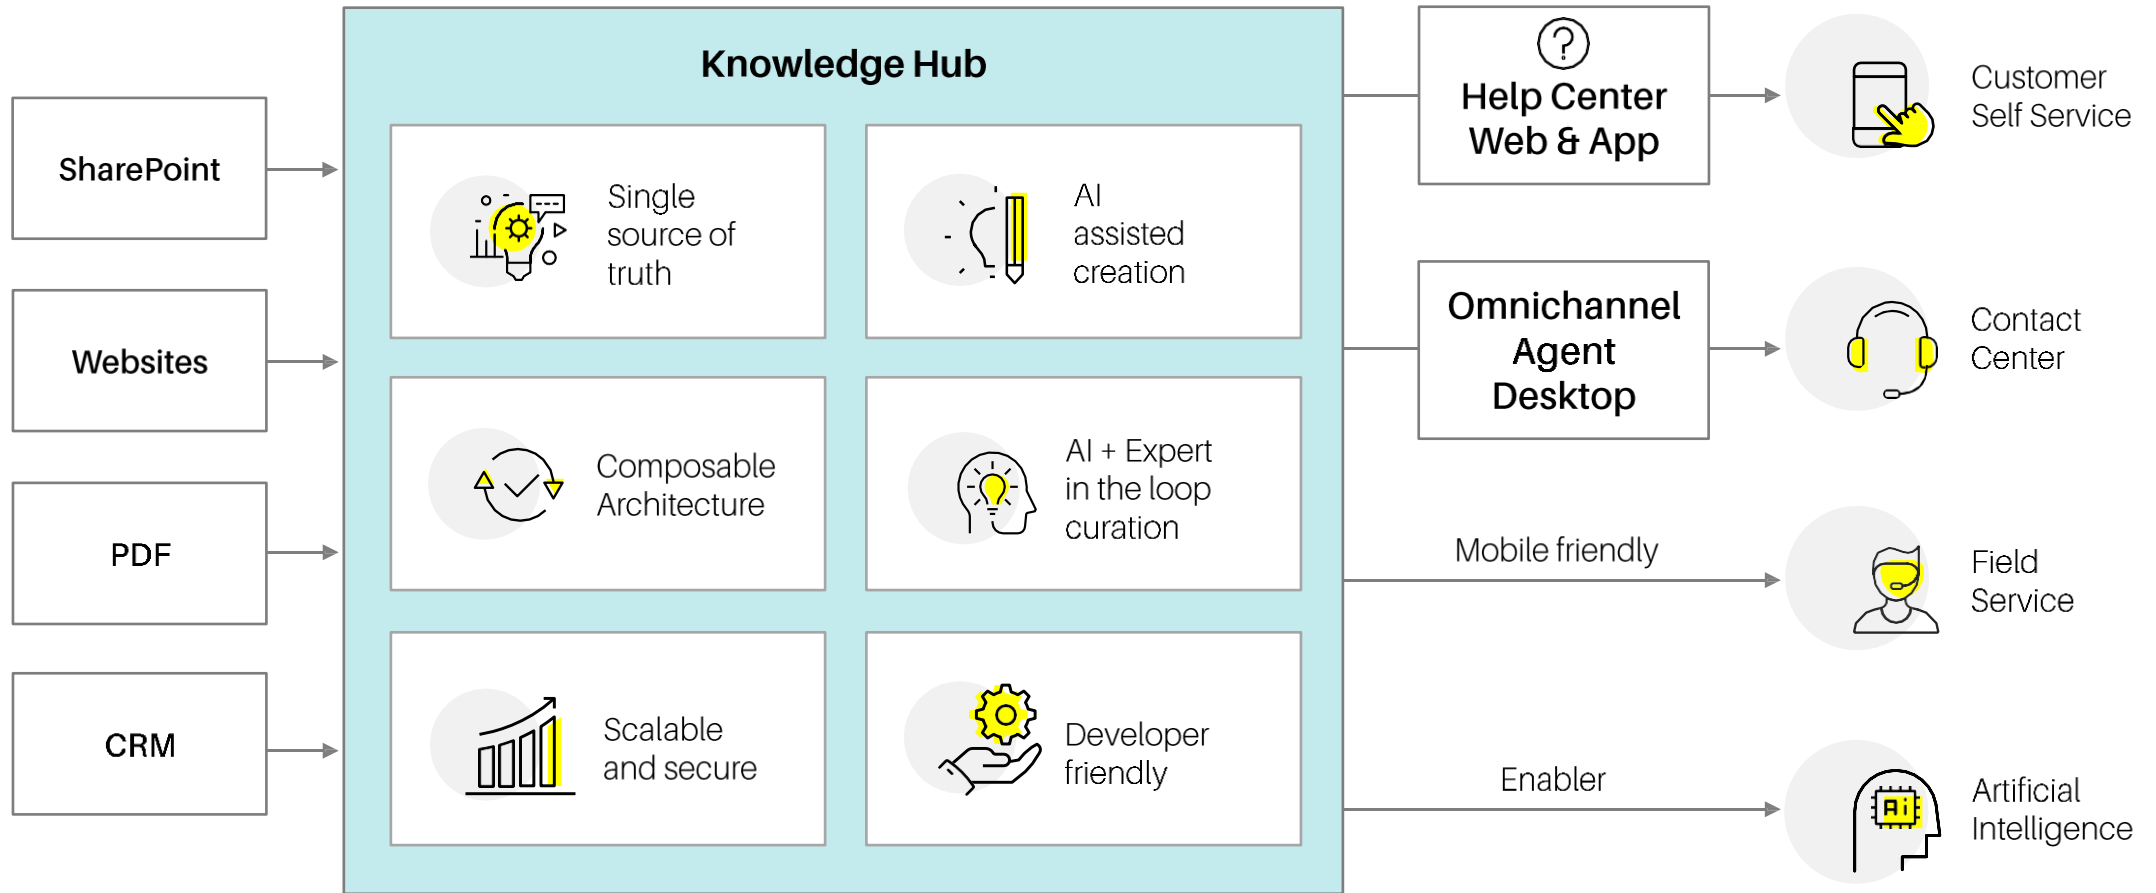 SharePoint
Websites
PDF
CRM
Knowledge Hub
Single
source of
truth
AI
assisted
creation
Composable
Architecture
AI + Expert
in the loop
curation
Scalable
and secure
Developer
friendly
?
Help Center
Web & App
Customer
Self Service
Omnichannel
Agent
Desktop
Contact
Center
Mobile friendly
Field
Service
Enabler
Ai
Artificial
Intelligence